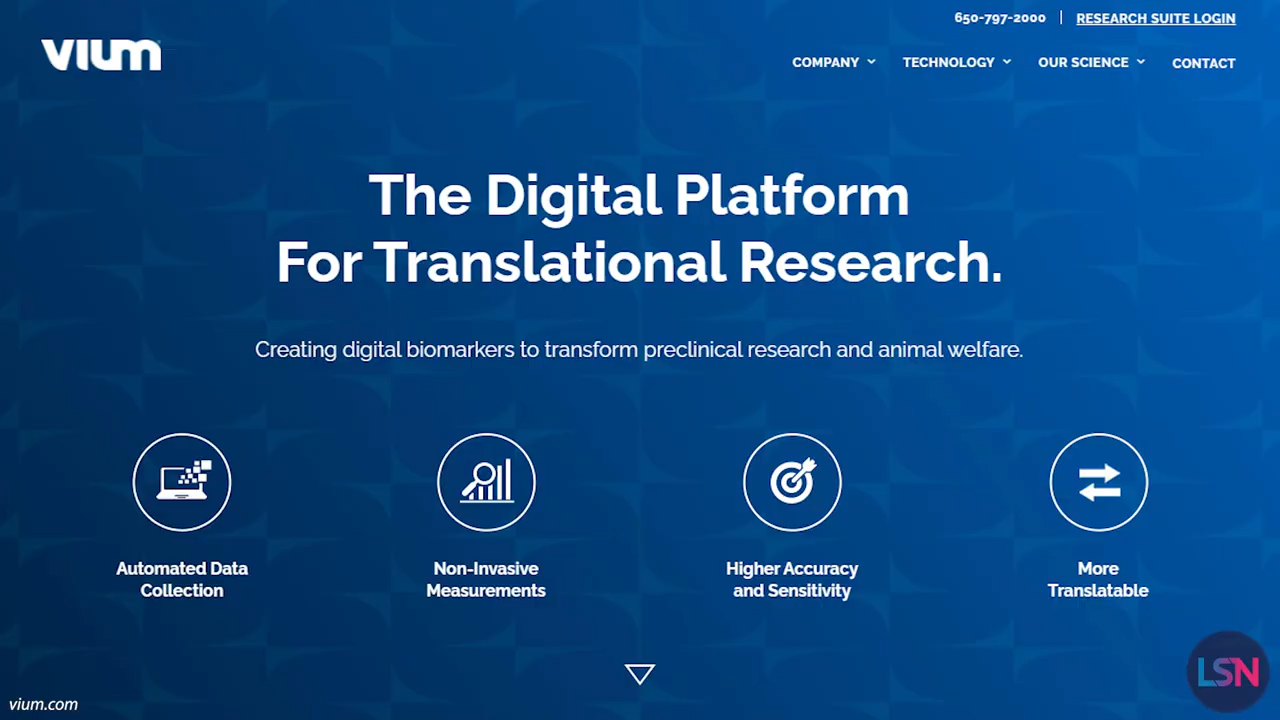 650-797-2000 | RESEARCH SUITE LOGIN
vium
COMPANY TECHNOLOGY OUR SCIENCE CONTACT
The Digital Platform
For Translational Research.
Creating digital biomarkers to transform preclinical research and animal welfare.
Automated Data
Collection
Non-Invasive
Measurements
Higher Accuracy
and Sensitivity
More
Translatable
LSN
vium.com